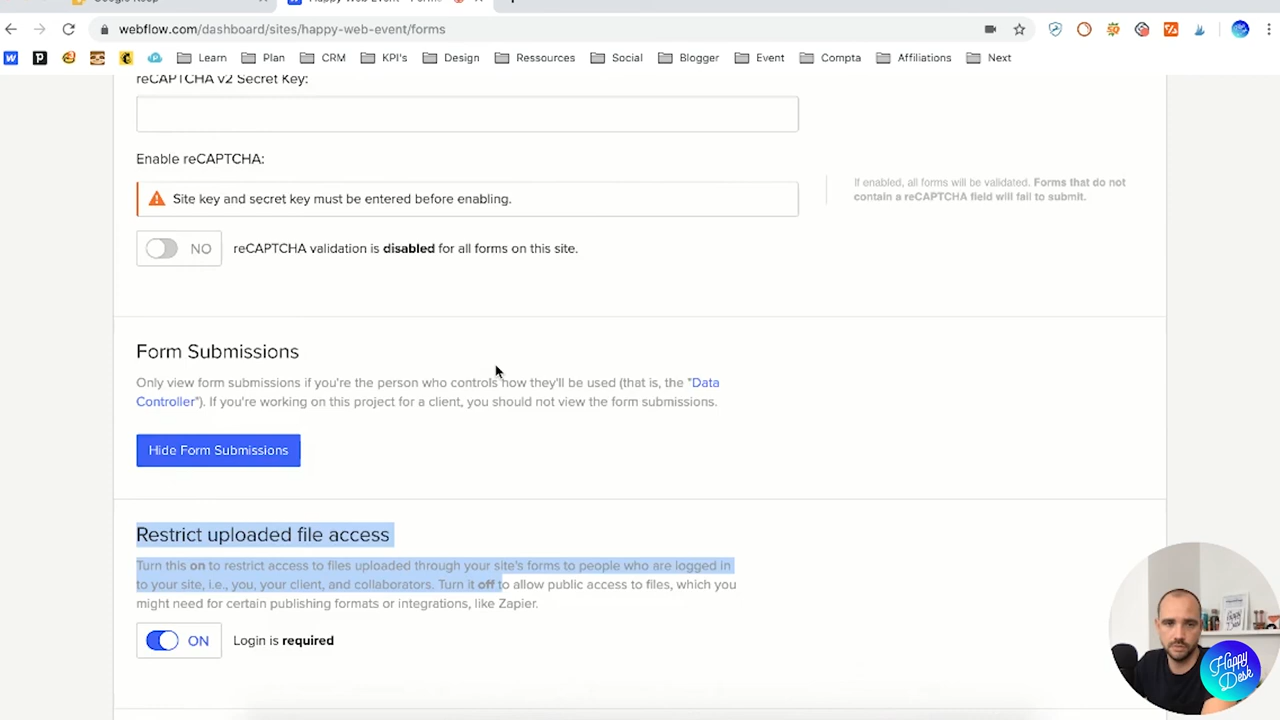 Google Keep
Happy Web Event - Forms
webflow.com/dashboard/sites/happy-web-event/forms
Learn Plan CRM KPI's Design Ressources Social Blogger Event Compta Affiliations Next
reCAPTCHA v2 Secret Key:
Enable reCAPTCHA:
Site key and secret key must be entered before enabling.
If enabled, all forms will be validated. Forms that do not
contain a reCAPTCHA field will fail to submit.
NO reCAPTCHA validation is disabled for all forms on this site.
Form Submissions
Only view form submissions if you're the person who controls how they'll be used (that is, the "Data
Controller"). If you're working on this project for a client, you should not view the form submissions.
Hide Form Submissions
Restrict uploaded file access
Turn this on to restrict access to files uploaded through your site's forms to people who are logged in
to your site, i.e., you, your client, and collaborators. Turn it off to allow public access to files, which you
might need for certain publishing formats or integrations, like Zapier.
ON Login is required
Happy
Desk